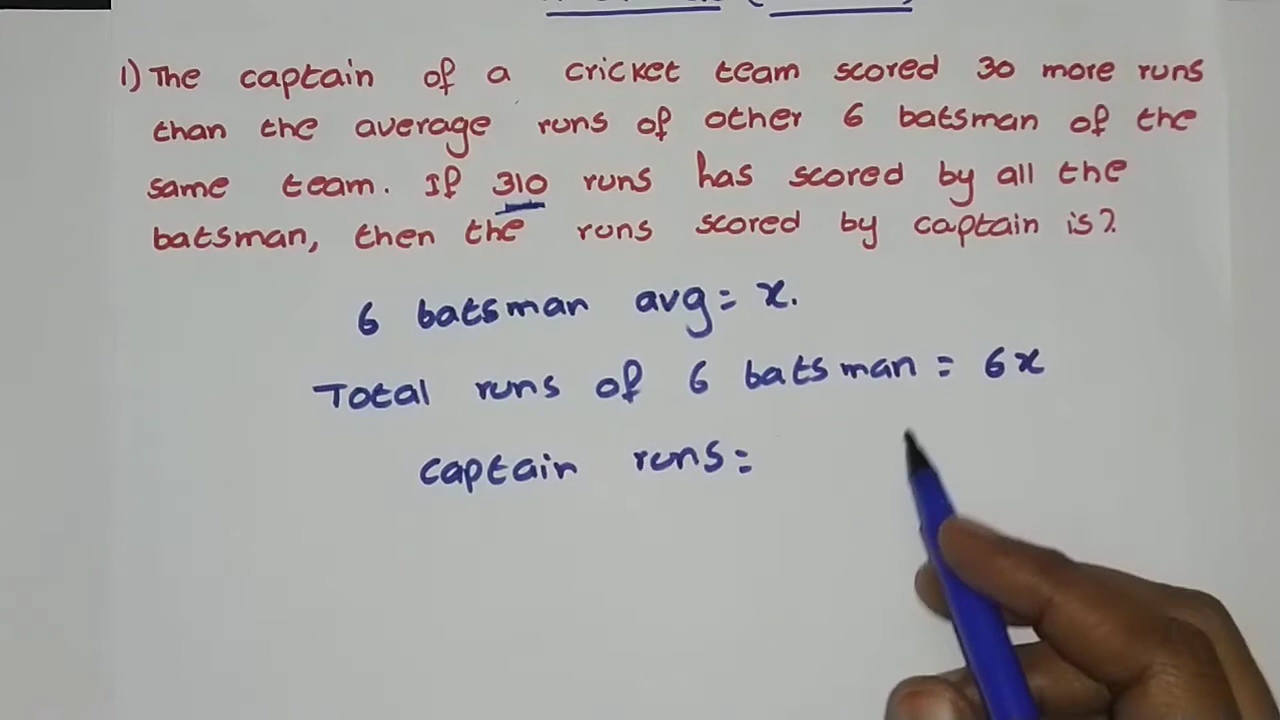 1) The captain of a cricket team scored 30 more runs
than the average runs of other 6 batsman of the
same team. If 310 runs has scored by all the
batsman, then the runs scored by captain is?
6 batsman avg = x.
Total runs of 6 batsman = 6x
captain runs =